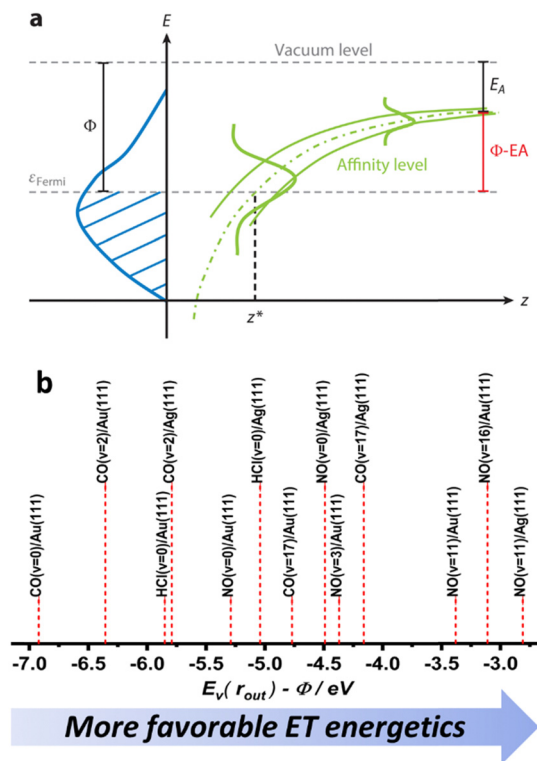 a
E
Vacuum level
E_A
Φ
Φ-EA
Affinity level
ε_Fermi
z*
z
b
CO(v=0)/Au(111)
CO(v=2)/Au(111)
HCl(v=0)/Au(111)
CO(v=2)/Ag(111)
NO(v=0)/Au(111)
HCl(v=0)/Ag(111)
CO(v=17)/Au(111)
NO(v=0)/Ag(111)
NO(v=3)/Au(111)
CO(v=17)/Ag(111)
NO(v=11)/Au(111)
NO(v=16)/Au(111)
NO(v=11)/Ag(111)
-7.0 -6.5 -6.0 -5.5 -5.0 -4.5 -4.0 -3.5 -3.0
E_v( r_out) - Φ / eV
More favorable ET energetics